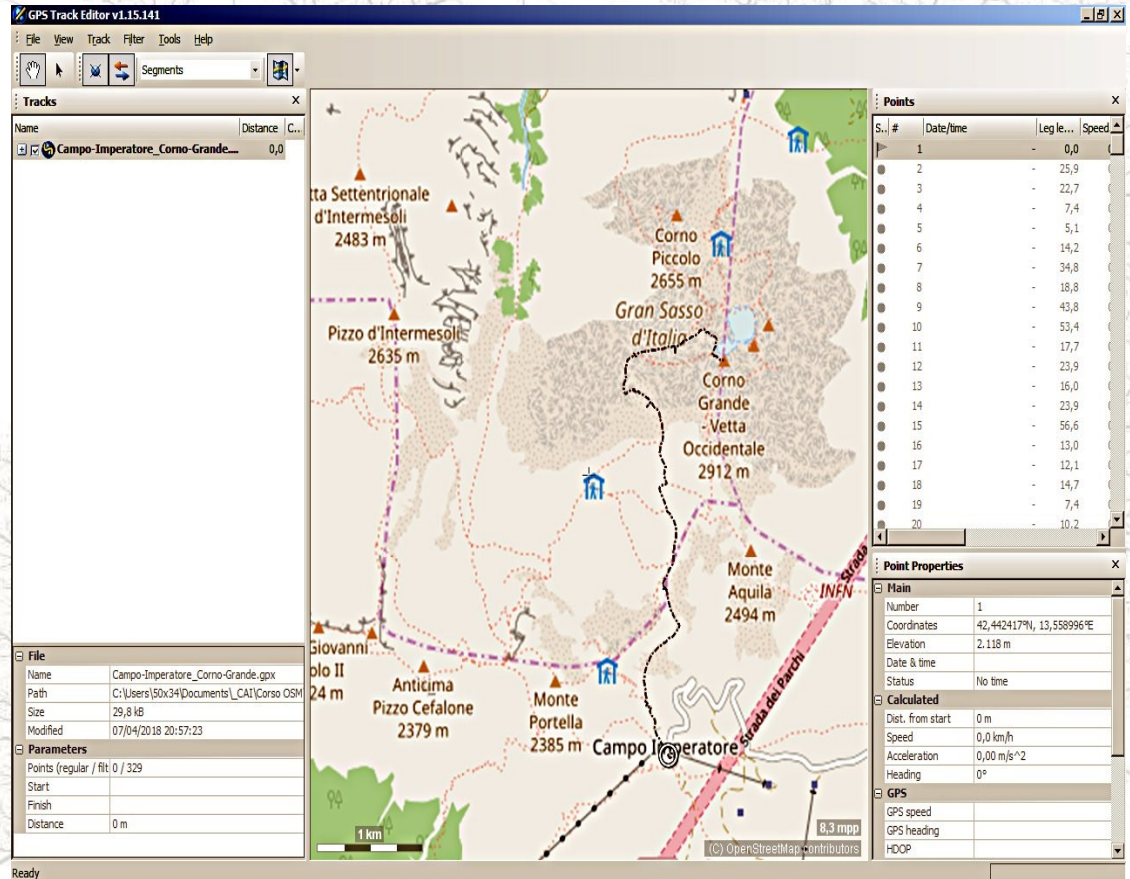 GPS Track Editor v1.15.141
File View Track Filter Tools Help
Segments
Tracks
Name Distance C...
Campo-Imperatore_Corno-Grande.... 0,0
File
Name Campo-Imperatore_Corno-Grande.gpx
Path C:\Users\50x34\Documents\_CAI\Corso OSM
Size 29,8 kB
Modified 07/04/2018 20:57:23
Parameters
Points (regular / filt 0 / 329
Start
Finish
Distance 0 m
tta Settentrionale
d'Intermesoli
2483 m
Corno
Piccolo
2655 m
Gran Sasso
d'Italia
Pizzo d'Intermesoli
2635 m
Corno
Grande
- Vetta
Occidentale
2912 m
Monte
Aquila
2494 m
INFN
Strada
Strada dei Parchi
Giovanni
olo II
24 m
Anticima
Pizzo Cefalone
2379 m
Monte
Portella
2385 m
Campo Imperatore
1 km
8,3 mpp
(C) OpenStreetMap contributors
Points
S.. # Date/time Leg le... Speed
1 - 0,0
2 - 25,9
3 - 22,7
4 - 7,4
5 - 5,1
6 - 14,2
7 - 34,8
8 - 18,8
9 - 43,8
10 - 53,4
11 - 17,7
12 - 23,9
13 - 16,0
14 - 23,9
15 - 56,6
16 - 13,0
17 - 12,1
18 - 14,7
19 - 7,4
20 - 10,2
Point Properties
Main
Number 1
Coordinates 42,442417°N, 13,558996°E
Elevation 2.118 m
Date & time
Status No time
Calculated
Dist. from start 0 m
Speed 0,0 km/h
Acceleration 0,00 m/s^2
Heading 0°
GPS
GPS speed
GPS heading
HDOP
Ready